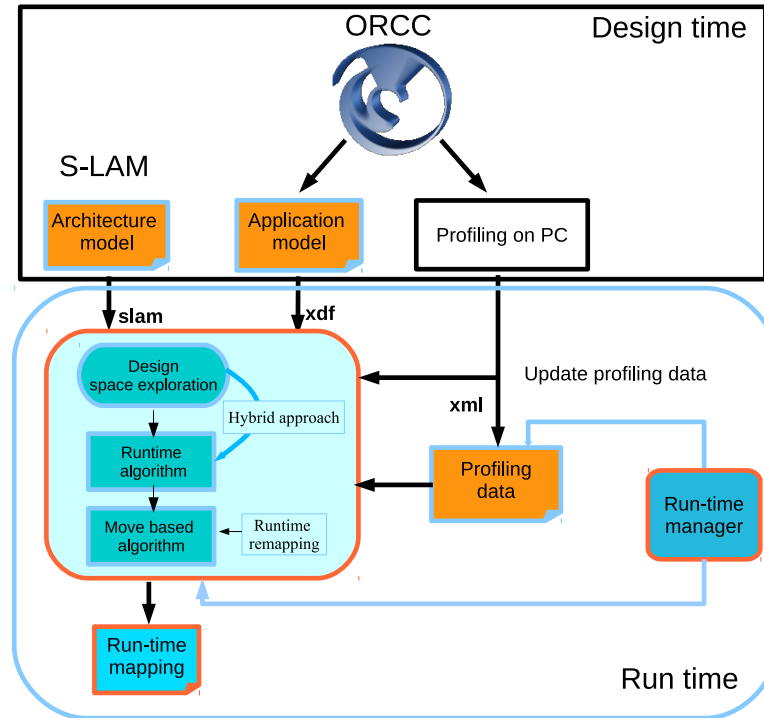 ORCC
Design time
S-LAM
Architecture
model
Application
model
Profiling on PC
slam
xdf
Design
space exploration
Update profiling data
xml
Hybrid approach
Runtime
algorithm
Profiling
data
Run-time
manager
Move based
algorithm
Runtime
remapping
Run-time
mapping
Run time